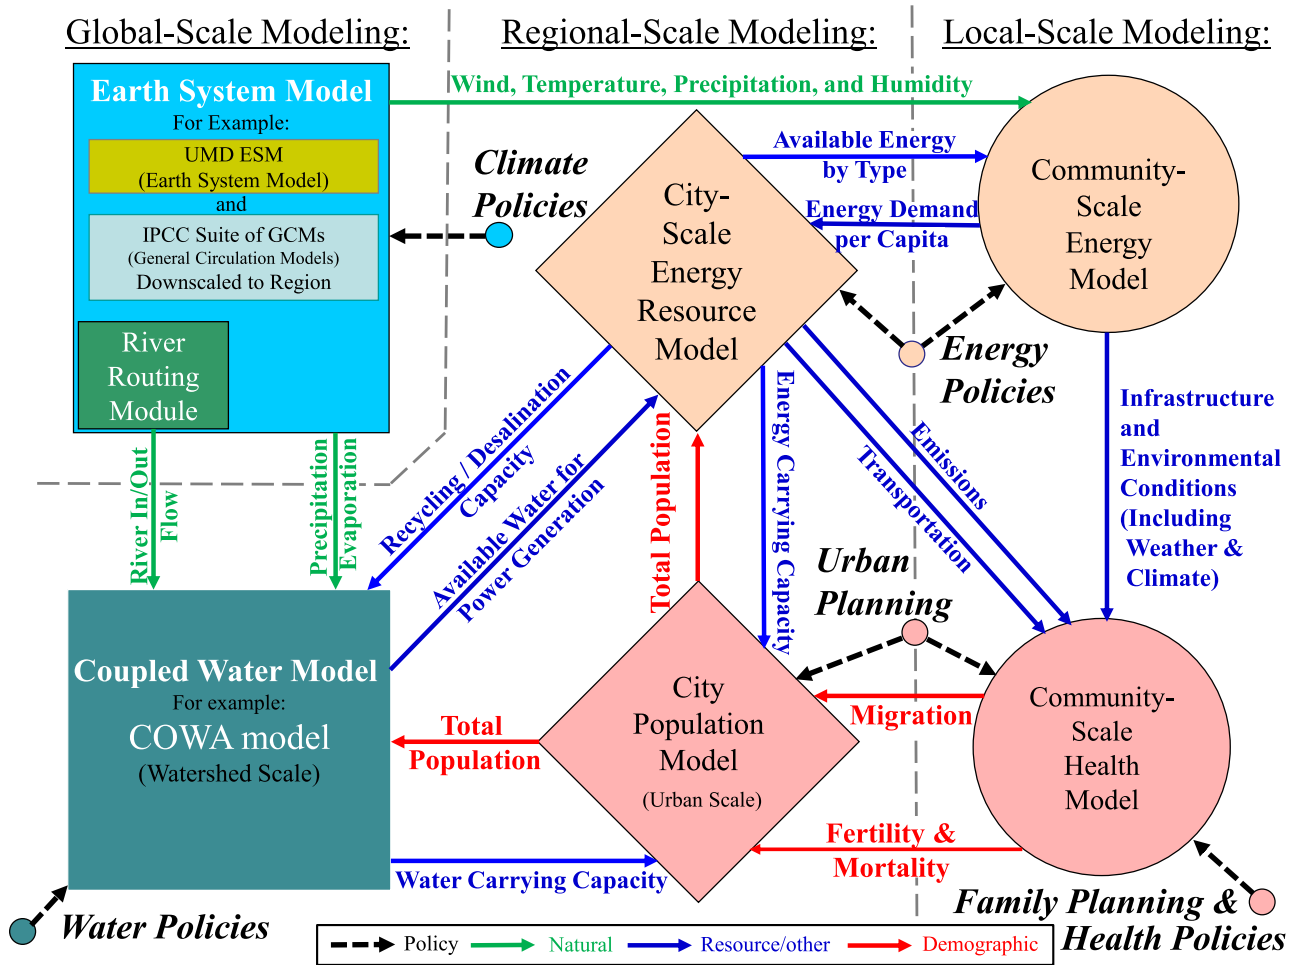 Global-Scale Modeling:
Regional-Scale Modeling:
Local-Scale Modeling:
Earth System Model
For Example:
UMD ESM
(Earth System Model)
and
IPCC Suite of GCMs
(General Circulation Models)
Downscaled to Region
River
Routing
Module
Wind, Temperature, Precipitation, and Humidity
Climate
Policies
City-
Scale
Energy
Resource
Model
Available Energy
by Type
Energy Demand
per Capita
Community-
Scale
Energy
Model
Energy
Policies
River In/Out
Flow
Precipitation
Evaporation
Recycling / Desalination
Capacity
Available Water for
Power Generation
Total Population
Energy Carrying Capacity
Emissions
Transportation
Infrastructure
and
Environmental
Conditions
(Including
Weather &
Climate)
Urban
Planning
Coupled Water Model
For example:
COWA model
(Watershed Scale)
Total
Population
City
Population
Model
(Urban Scale)
Migration
Community-
Scale
Health
Model
Fertility &
Mortality
Water Carrying Capacity
Water Policies
Family Planning &
Health Policies
Policy
Natural
Resource/other
Demographic